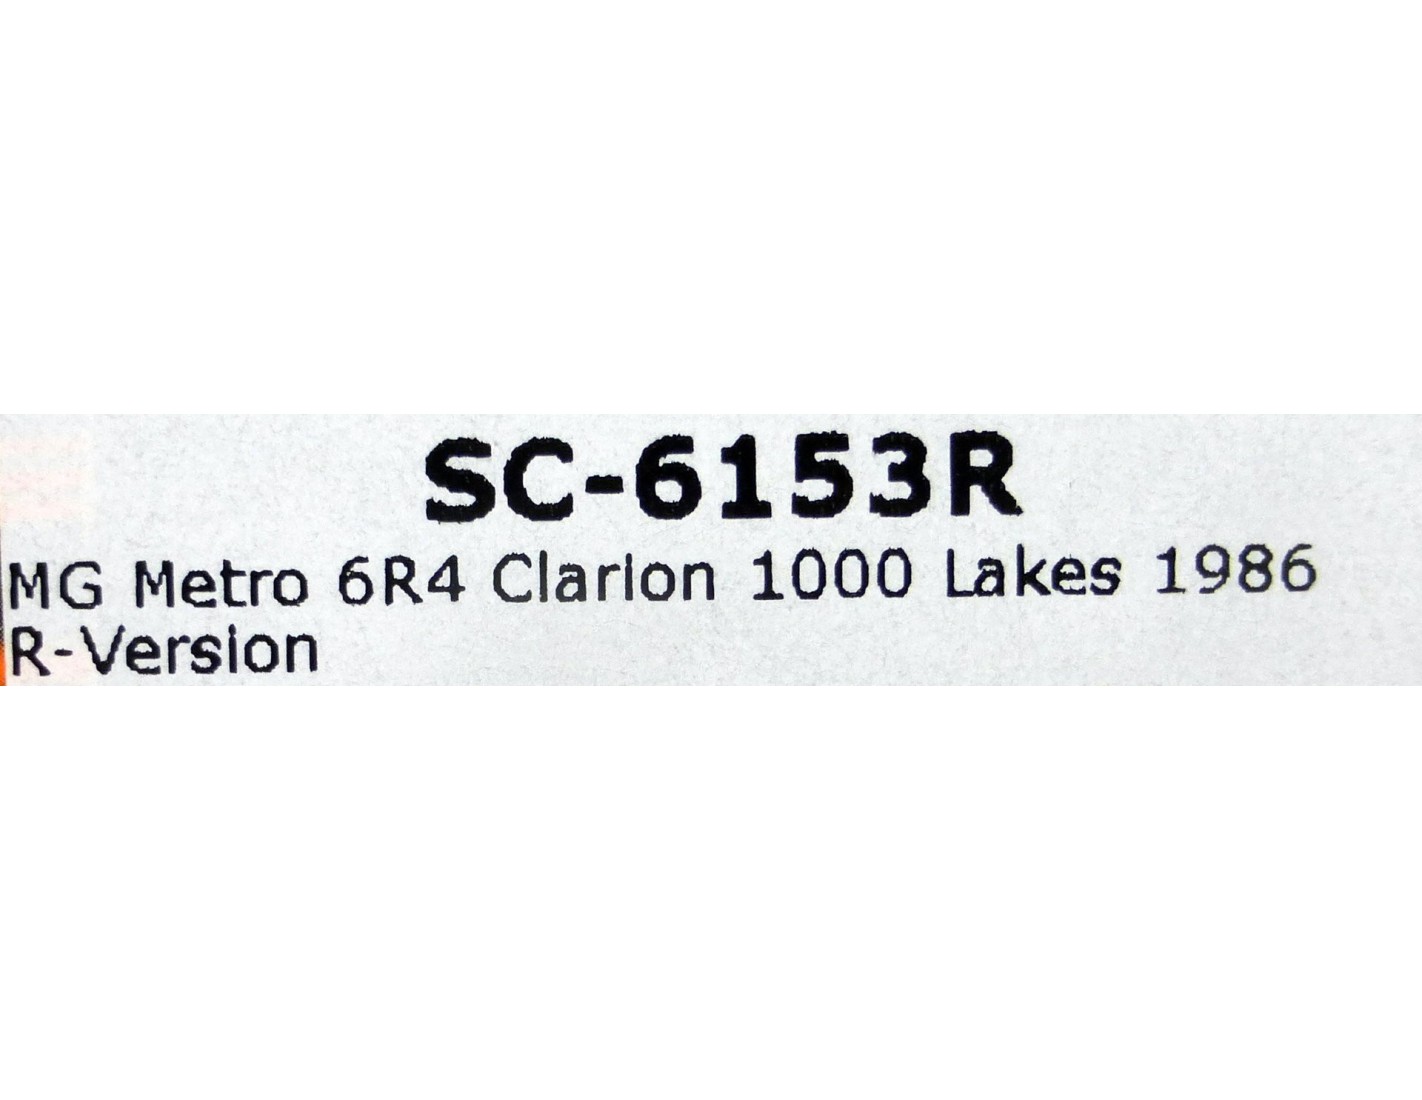 SC-6153R
MG Metro 6R4 Clarion 1000 Lakes 1986
R-Version